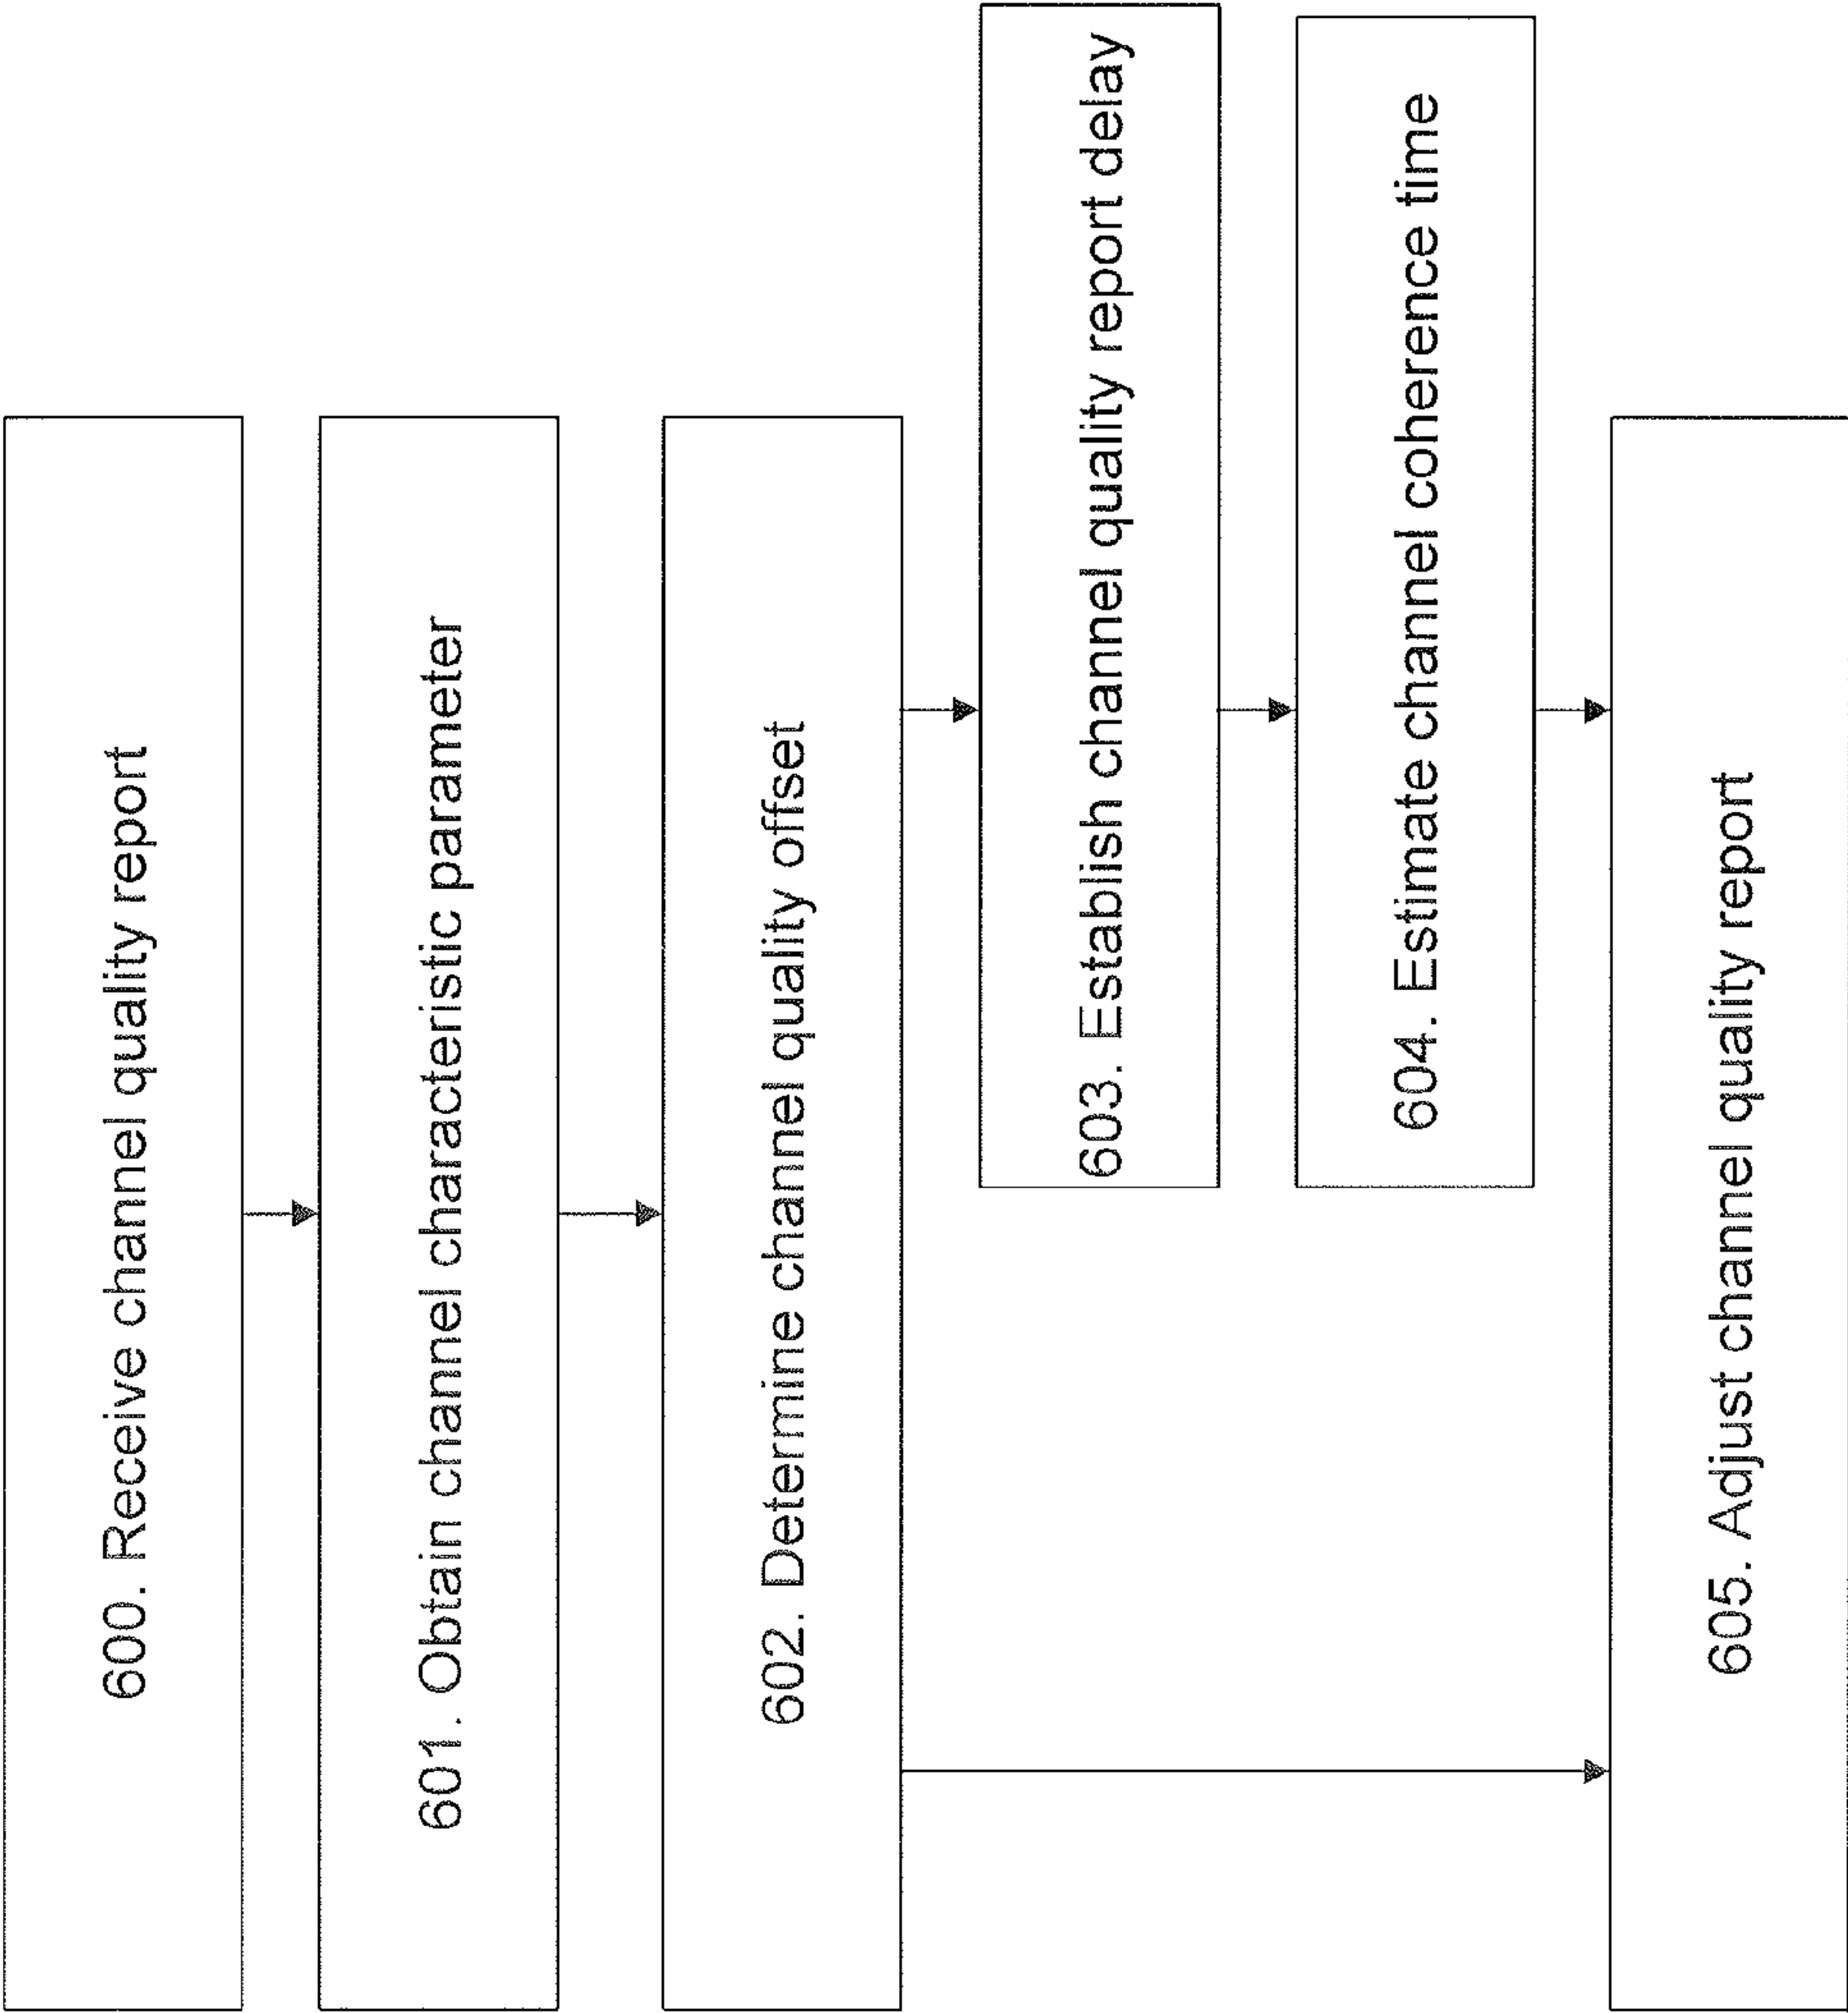 600. Receive channel quality report
601. Obtain channel characteristic parameter
602. Determine channel quality offset
603. Establish channel quality report delay
604. Estimate channel coherence time
605. Adjust channel quality report